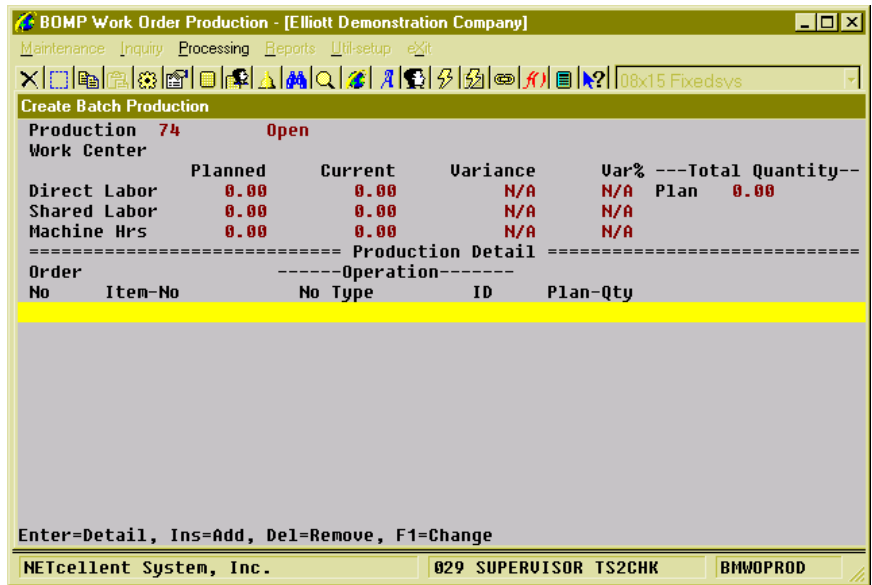 BOMP Work Order Production - [Elliott Demonstration Company]
Maintenance Inquiry Processing Reports Util-setup eXit
08x15 Fixedsys
Create Batch Production
Production 74 Open
Work Center
Planned Current Variance Var% ---Total Quantity--
Direct Labor 0.00 0.00 N/A N/A Plan 0.00
Shared Labor 0.00 0.00 N/A N/A
Machine Hrs 0.00 0.00 N/A N/A
============================== Production Detail ==============================
Order ------Operation-------
No Item-No No Type ID Plan-Qty
Enter=Detail, Ins=Add, Del=Remove, F1=Change
NETcellent System, Inc. 029 SUPERVISOR TS2CHK BMWOPROD